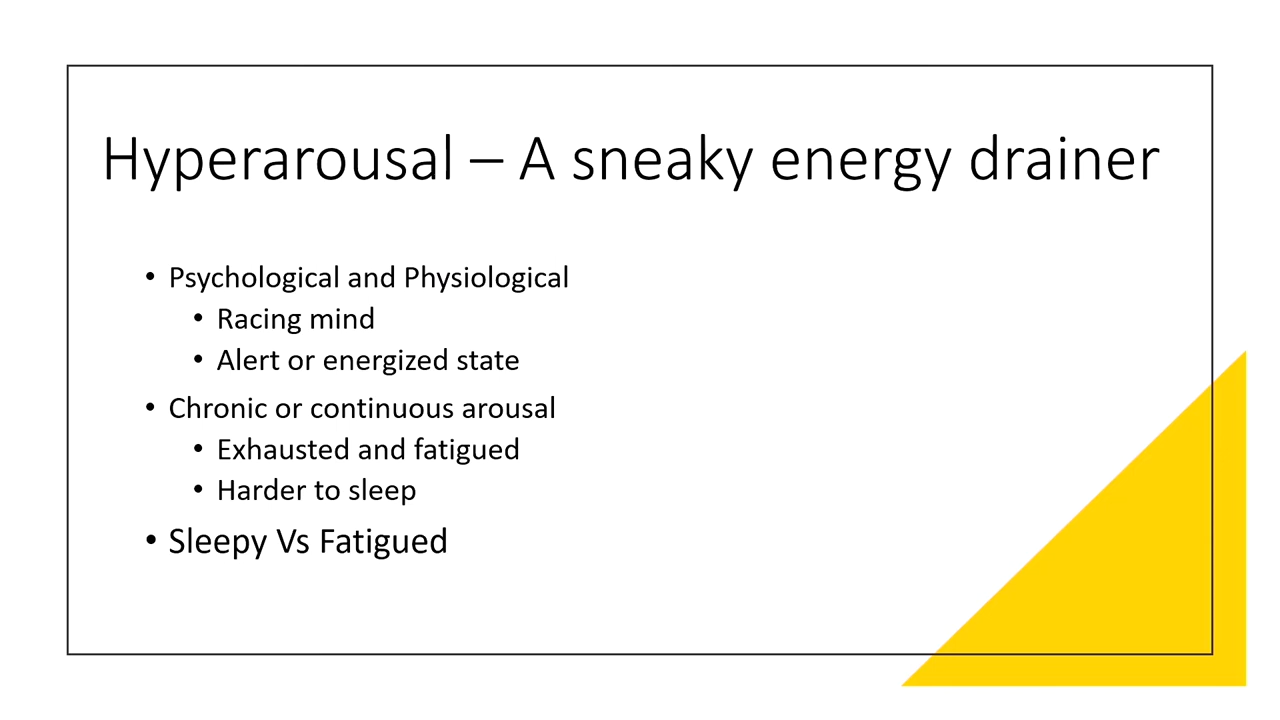 Hyperarousal – A sneaky energy drainer
• Psychological and Physiological
• Racing mind
• Alert or energized state
• Chronic or continuous arousal
• Exhausted and fatigued
• Harder to sleep
• Sleepy Vs Fatigued